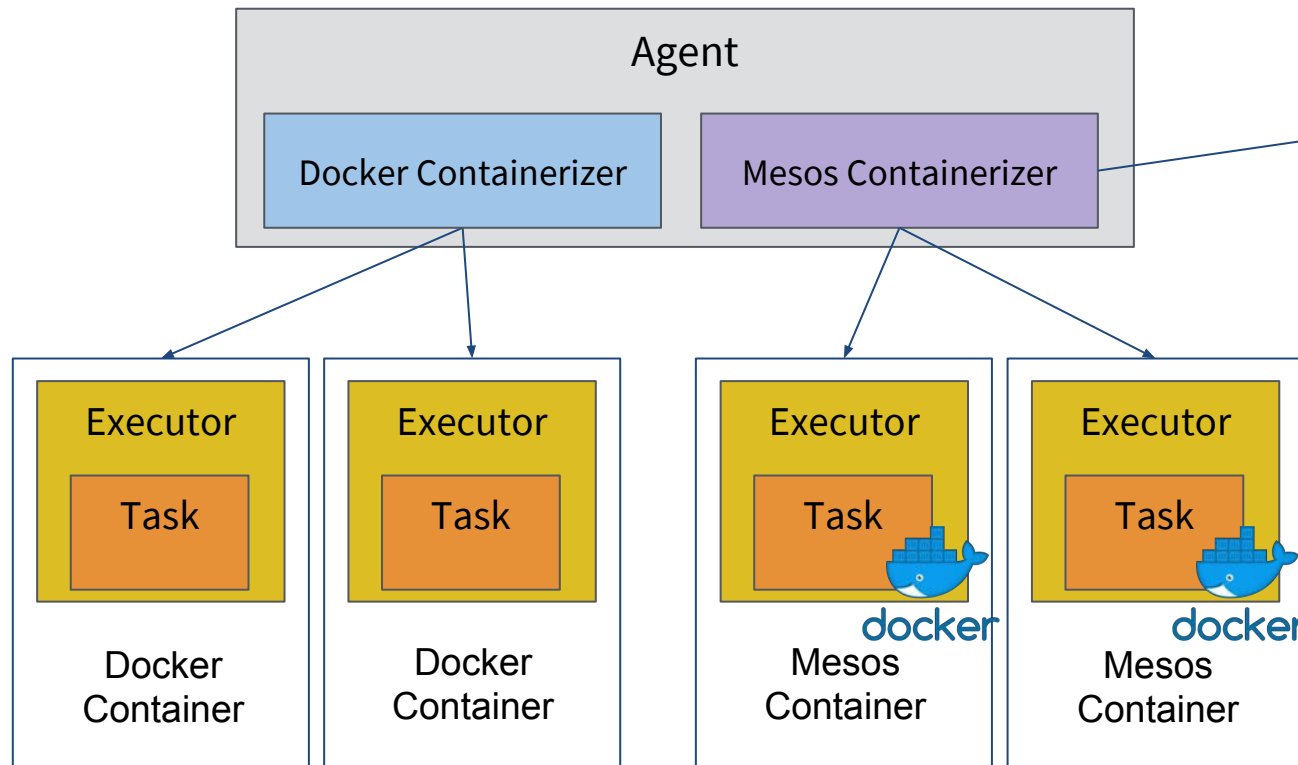 Agent
Docker Containerizer
Mesos Containerizer
Executor
Task
Docker
Container
Executor
Task
Docker
Container
Executor
Task
docker
Mesos
Container
Executor
Task
docker
Mesos
Container